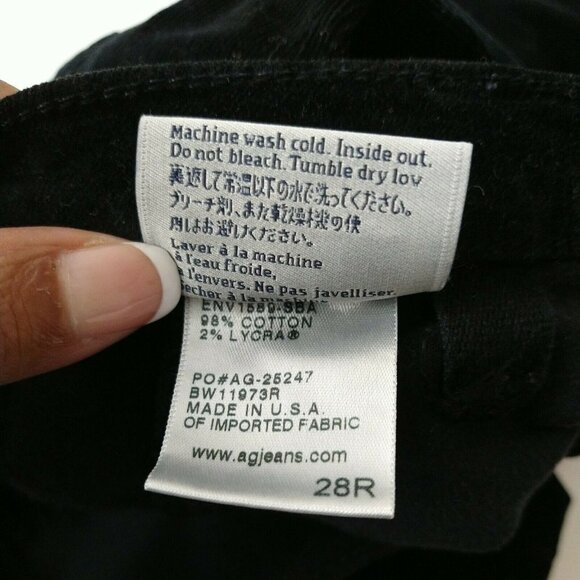 Machine wash cold. Inside out.
Do not bleach. Tumble dry low
裏返して常温以下の水で洗ってください。
ブリーチ剤、また乾燥機の使
用はお避けください。
Laver à la machine
à l'eau froide,
à l'envers. Ne pas javelliser.
ENV1589-SBA
98% COTTON
2% LYCRA®
PO#AG-25247
BW11973R
MADE IN U.S.A.
OF IMPORTED FABRIC
www.agjeans.com
28R